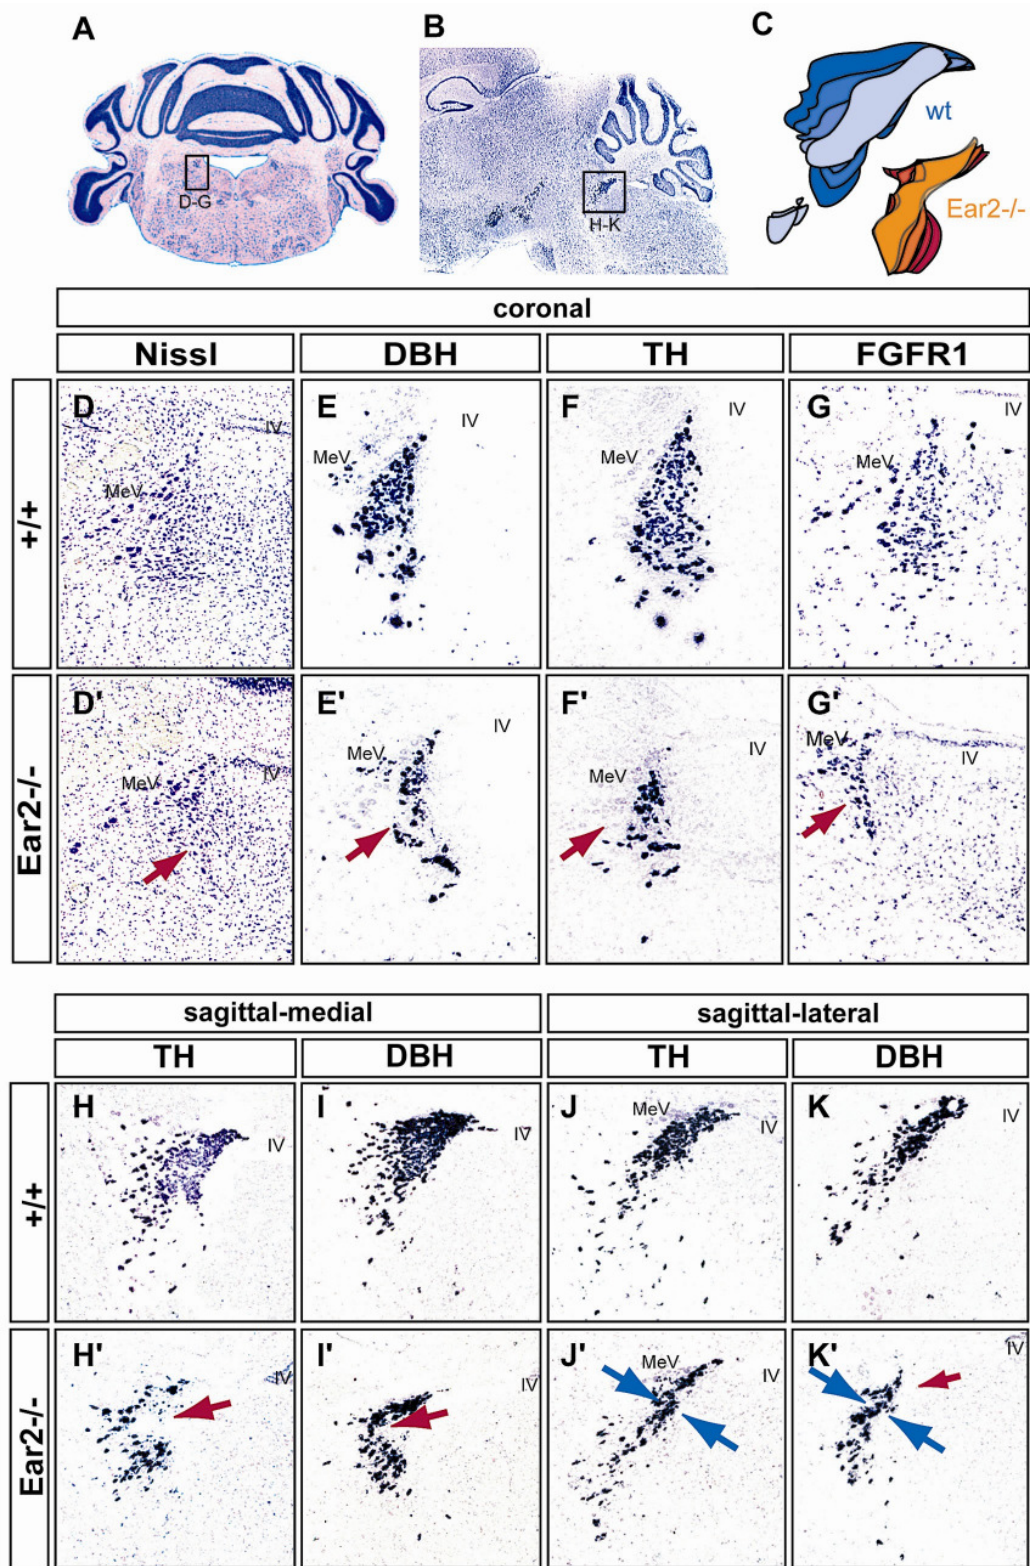 A B C
D-G
H-K
wt
Ear2-/-
coronal
Nissl DBH TH FGFR1
+/+
D IV MeV
E IV MeV
F IV MeV
G IV MeV
Ear2-/-
D' MeV IV
E' IV MeV
F' IV MeV
G' MeV IV
sagittal-medial sagittal-lateral
TH DBH TH DBH
+/+
H IV
I IV
J MeV IV
K IV
Ear2-/-
H' IV
I' IV
J' MeV IV
K' IV